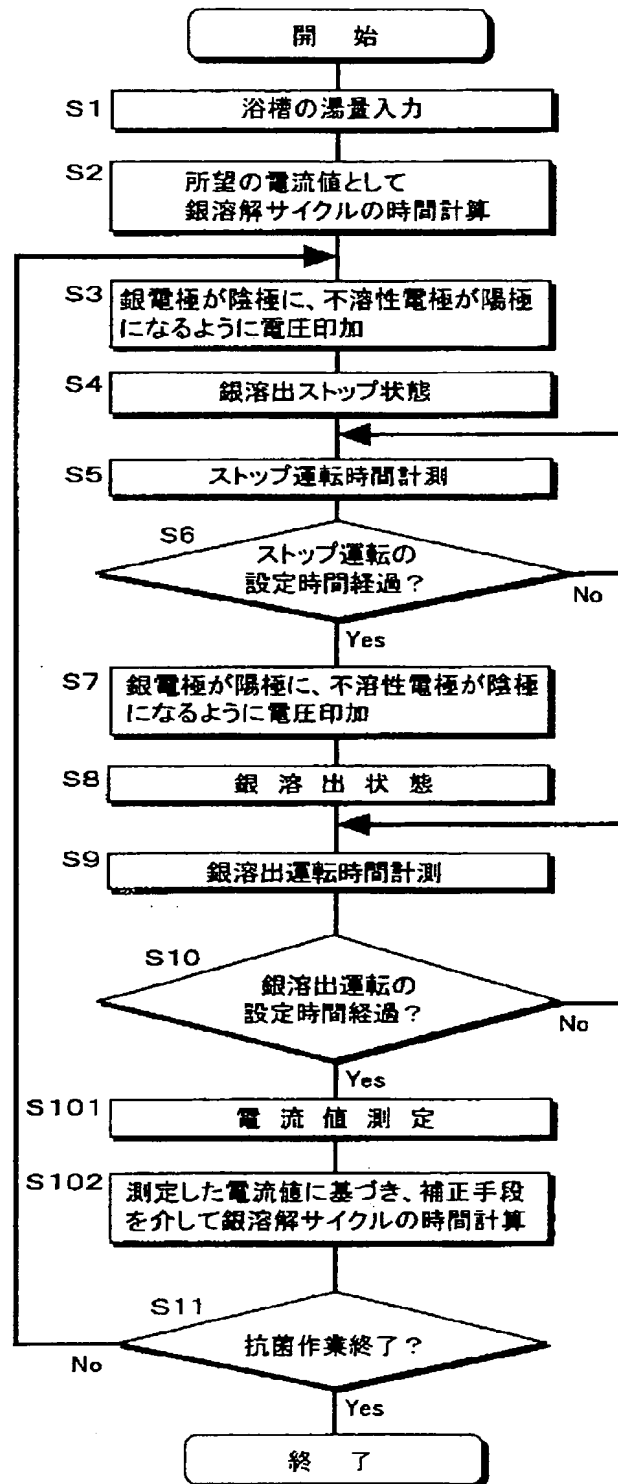 開 始
S1
浴槽の湯量入力
S2
所望の電流値として
銀溶解サイクルの時間計算
S3
銀電極が陰極に、不溶性電極が陽極
になるように電圧印加
S4
銀溶出ストップ状態
S5
ストップ運転時間計測
S6
ストップ運転の
設定時間経過？
No
Yes
S7
銀電極が陽極に、不溶性電極が陰極
になるように電圧印加
S8
銀 溶 出 状 態
S9
銀溶出運転時間計測
S10
銀溶出運転の
設定時間経過？
No
Yes
S101
電 流 値 測 定
S102
測定した電流値に基づき、補正手段
を介して銀溶解サイクルの時間計算
S11
抗菌作業終了？
No
Yes
終 了